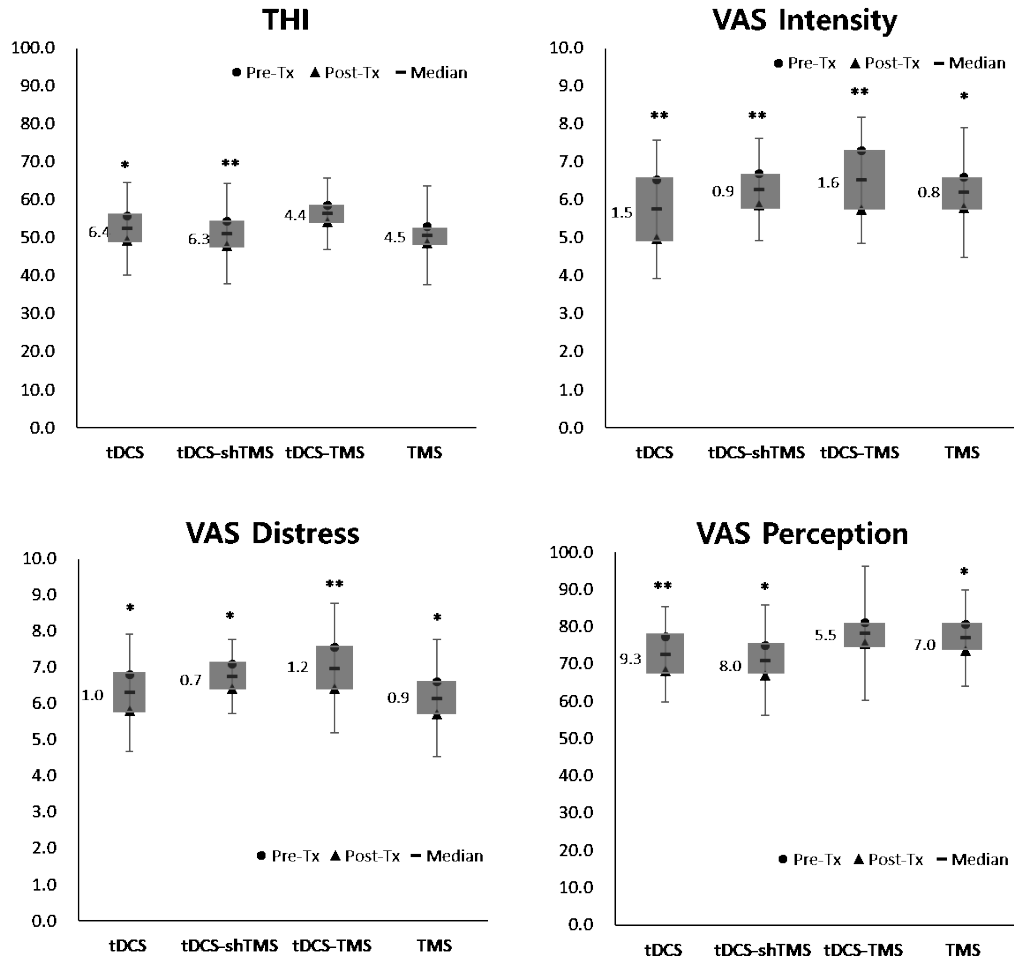 THI
100.0
● Pre-Tx ▲ Post-Tx − Median
90.0
80.0
70.0
60.0
50.0
40.0
30.0
20.0
10.0
0.0
* **
6.4 6.3 4.4 4.5
tDCS tDCS-shTMS tDCS-TMS TMS
VAS Intensity
10.0
● Pre-Tx ▲ Post-Tx − Median
9.0
8.0
7.0
6.0
5.0
4.0
3.0
2.0
1.0
0.0
** ** ** *
1.5 0.9 1.6 0.8
tDCS tDCS-shTMS tDCS-TMS TMS
VAS Distress
10.0
9.0
8.0
7.0
6.0
5.0
4.0
3.0
2.0
1.0
0.0
* * ** *
1.0 0.7 1.2 0.9
● Pre-Tx ▲ Post-Tx − Median
tDCS tDCS-shTMS tDCS-TMS TMS
VAS Perception
100.0
90.0
80.0
70.0
60.0
50.0
40.0
30.0
20.0
10.0
0.0
** * *
9.3 8.0 5.5 7.0
● Pre-Tx ▲ Post-Tx − Median
tDCS tDCS-shTMS tDCS-TMS TMS